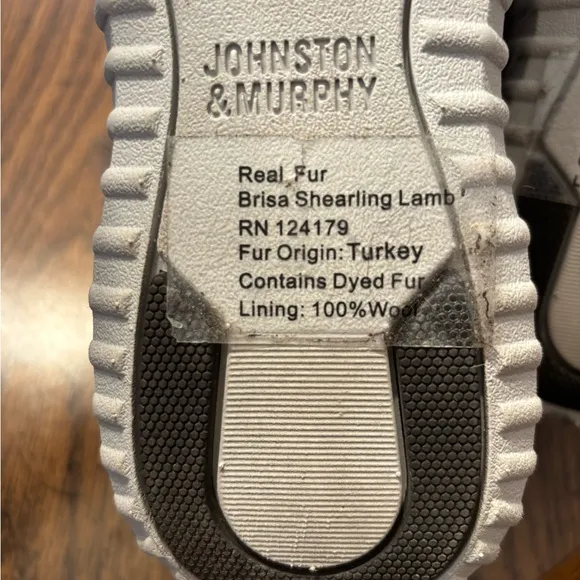 JOHNSTON
&MURPHY
Real Fur
Brisa Shearling Lamb
RN 124179
Fur Origin: Turkey
Contains Dyed Fur
Lining: 100%Wool